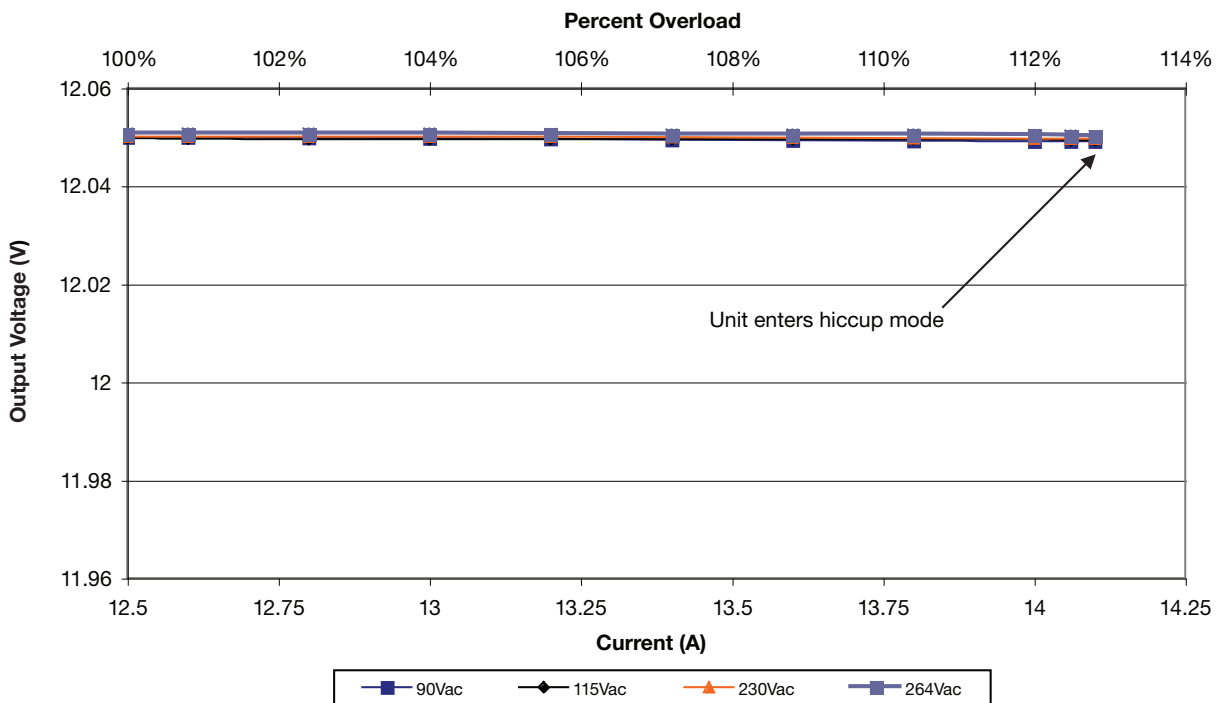 Percent Overload
100% 102% 104% 106% 108% 110% 112% 114%
12.06
12.04
12.02
12
11.98
11.96
Output Voltage (V)
Unit enters hiccup mode
12.5 12.75 13 13.25 13.5 13.75 14 14.25
Current (A)
90Vac 115Vac 230Vac 264Vac